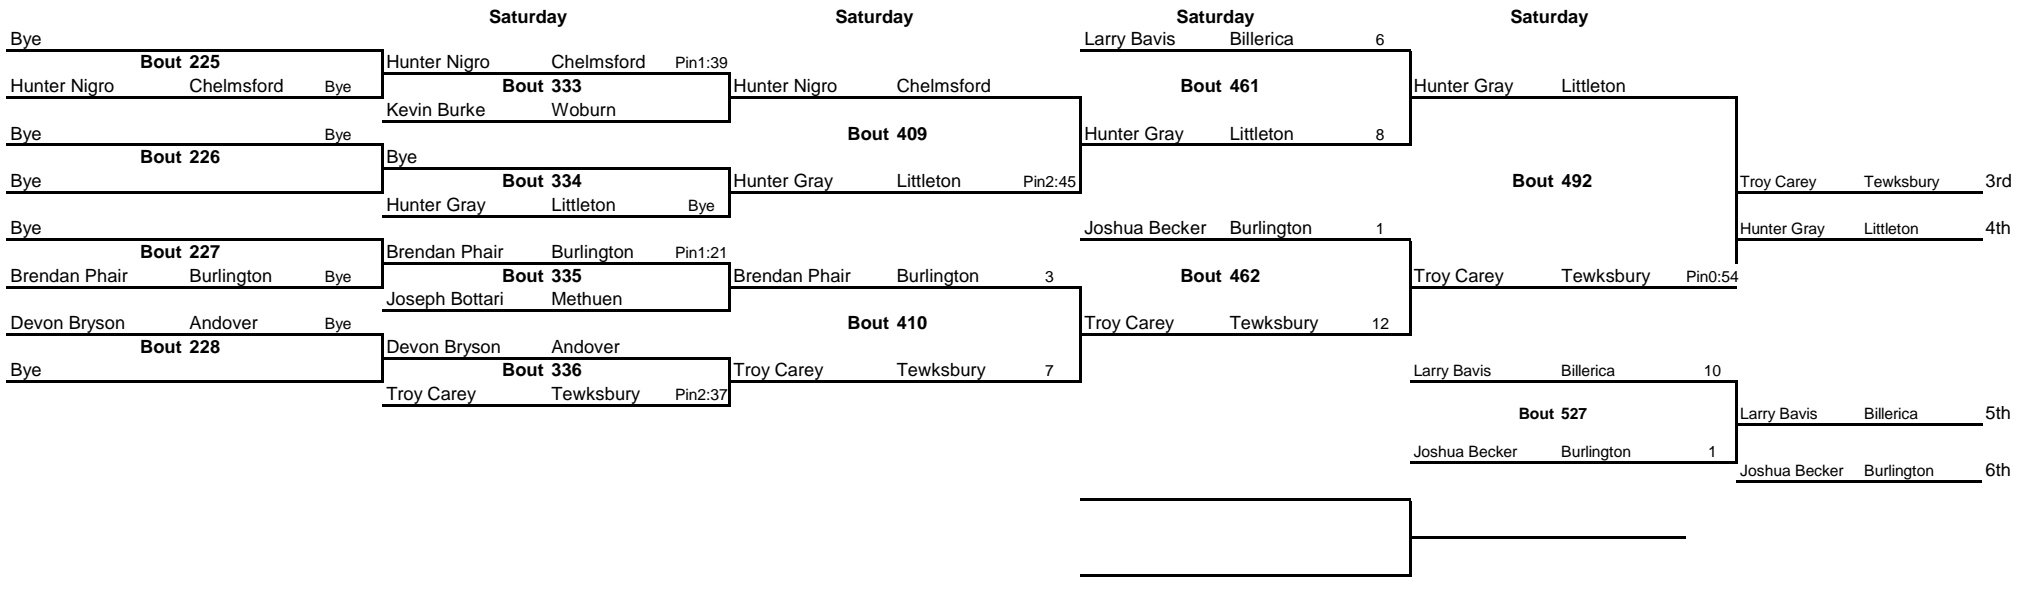 Saturday Saturday Saturday Saturday
Bye
Bout 225
Hunter Nigro Chelmsford Bye
Bye Bye
Bout 226
Bye
Bye
Bout 227
Brendan Phair Burlington Bye
Devon Bryson Andover Bye
Bout 228
Bye
Hunter Nigro Chelmsford Pin1:39
Bout 333
Kevin Burke Woburn
Bye
Bout 334
Hunter Gray Littleton Bye
Brendan Phair Burlington Pin1:21
Bout 335
Joseph Bottari Methuen
Devon Bryson Andover
Bout 336
Troy Carey Tewksbury Pin2:37
Hunter Nigro Chelmsford
Bout 409
Hunter Gray Littleton Pin2:45
Brendan Phair Burlington 3
Bout 410
Troy Carey Tewksbury 7
Larry Bavis Billerica 6
Bout 461
Hunter Gray Littleton 8
Joshua Becker Burlington 1
Bout 462
Troy Carey Tewksbury 12
Hunter Gray Littleton
Bout 492
Troy Carey Tewksbury Pin0:54
Larry Bavis Billerica 10
Bout 527
Joshua Becker Burlington 1
Troy Carey Tewksbury 3rd
Hunter Gray Littleton 4th
Larry Bavis Billerica 5th
Joshua Becker Burlington 6th